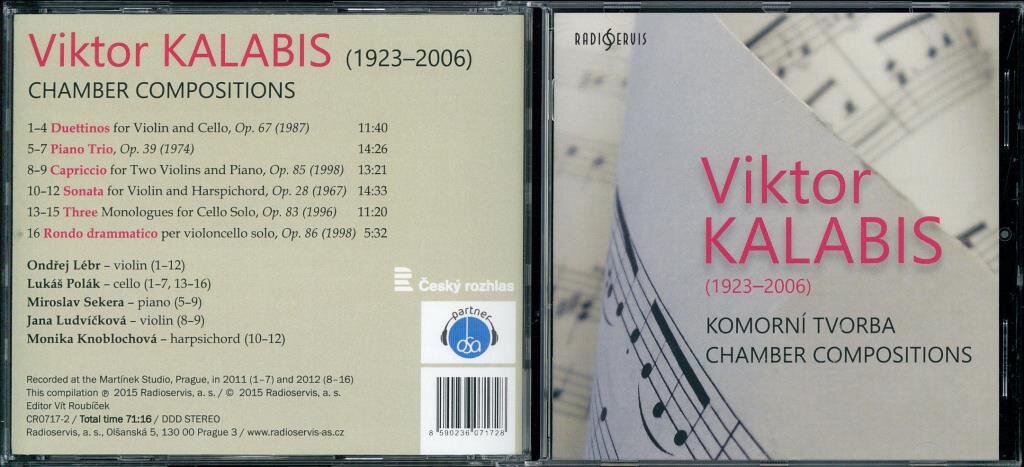 Viktor KALABIS (1923–2006)
CHAMBER COMPOSITIONS
1–4 Duettinos for Violin and Cello, Op. 67 (1987) 11:40
5–7 Piano Trio, Op. 39 (1974) 14:26
8–9 Capriccio for Two Violins and Piano, Op. 85 (1998) 13:21
10–12 Sonata for Violin and Harpsichord, Op. 28 (1967) 14:33
13–15 Three Monologues for Cello Solo, Op. 83 (1996) 11:20
16 Rondo drammatico per violoncello solo, Op. 86 (1998) 5:32
Ondřej Lébr – violin (1–12)
Lukáš Polák – cello (1–7, 13–16)
Miroslav Sekera – piano (5–9)
Jana Ludvíčková – violin (8–9)
Monika Knoblochová – harpsichord (10–12)
Český rozhlas
partner
dsa
Recorded at the Martínek Studio, Prague, in 2011 (1–7) and 2012 (8–16)
This compilation ℗ 2015 Radioservis, a. s. / © 2015 Radioservis, a. s.
Editor Vít Roubíček
CR0717-2 / Total time 71:16 / DDD STEREO
Radioservis, a. s., Olšanská 5, 130 00 Prague 3 / www.radioservis-as.cz
8 590236 071728
RADIOSERVIS
Viktor
KALABIS
(1923–2006)
KOMORNÍ TVORBA
CHAMBER COMPOSITIONS